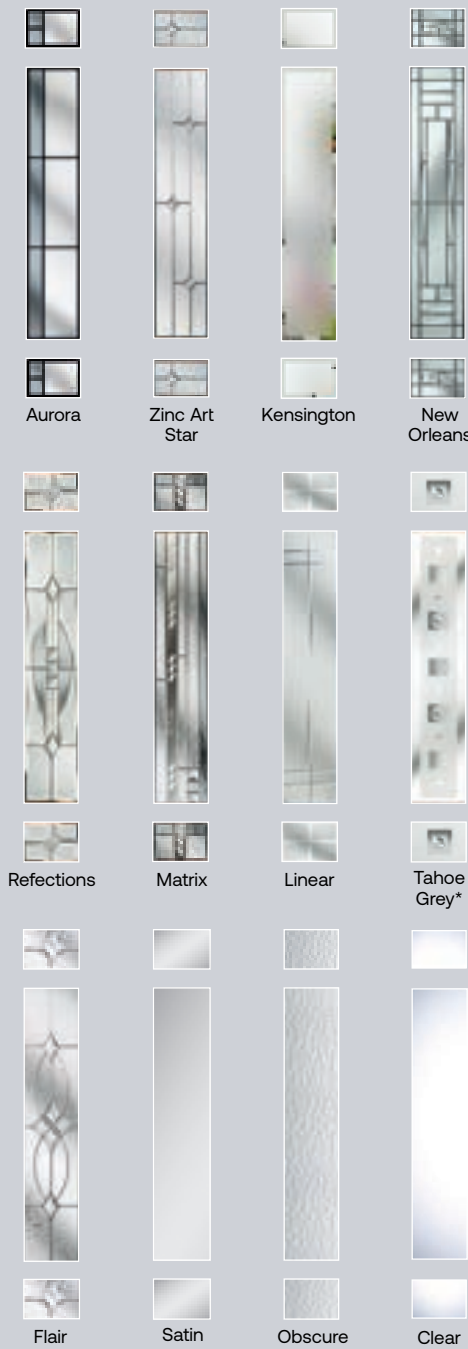 Aurora
Zinc Art
Star
Kensington
New
Orleans
Refections
Matrix
Linear
Tahoe
Grey*
Flair
Satin
Obscure
Clear